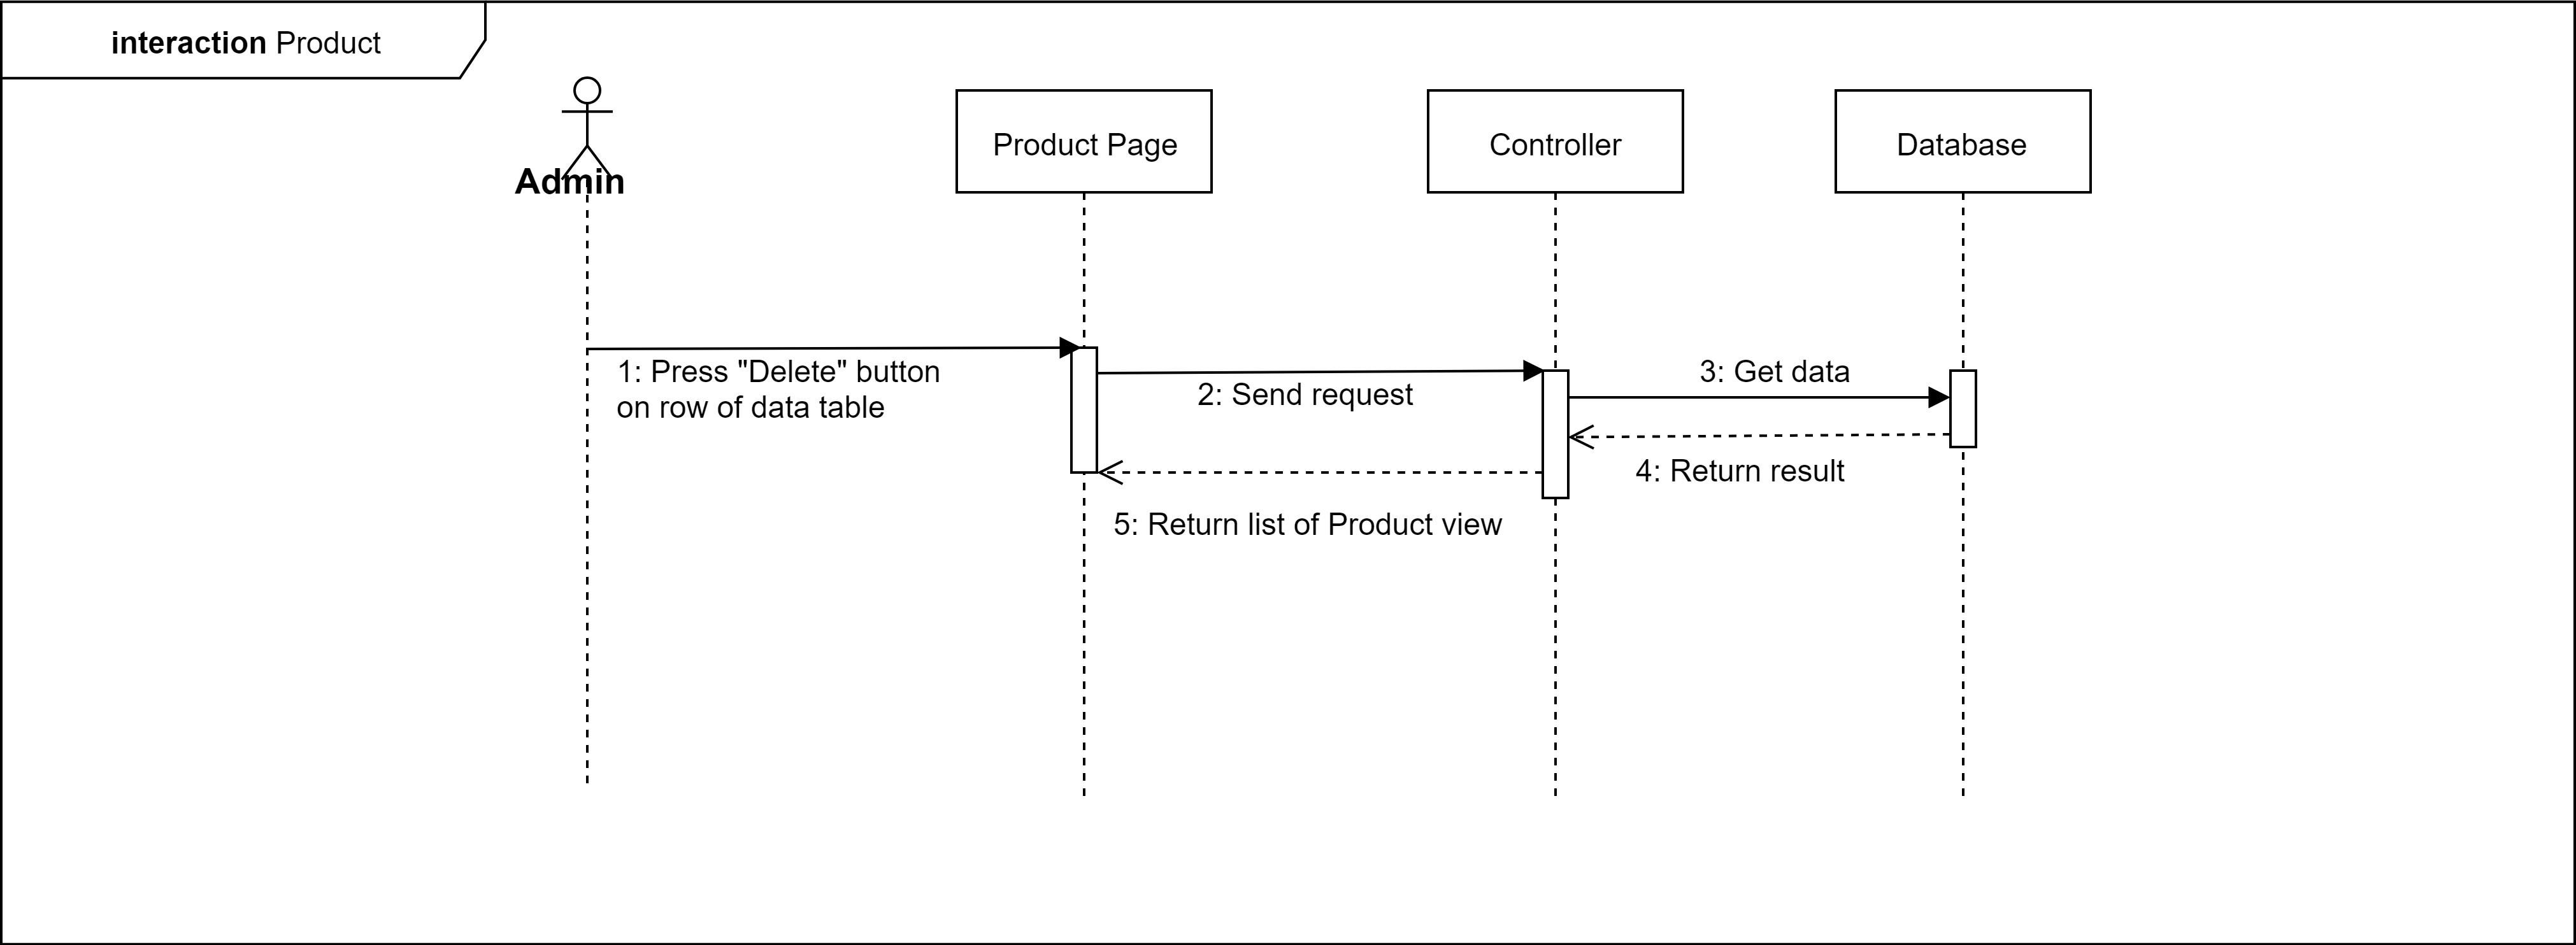 interaction Product
Admin
Product Page
Controller
Database
1: Press "Delete" button
on row of data table
2: Send request
3: Get data
4: Return result
5: Return list of Product view